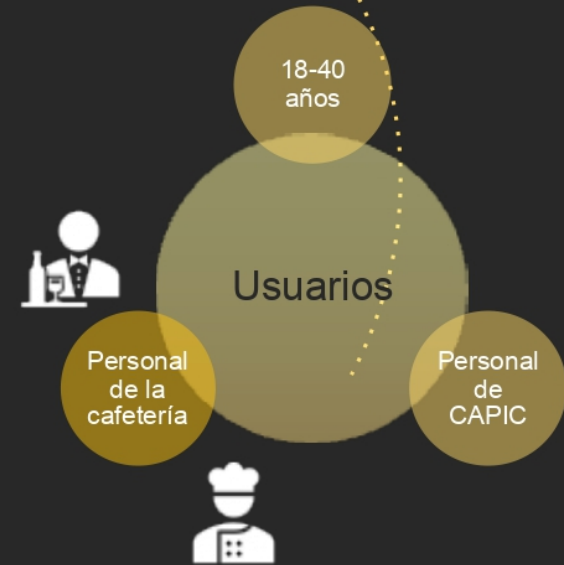 18-40
años
Usuarios
Personal
de la
cafetería
Personal
de
CAPIC